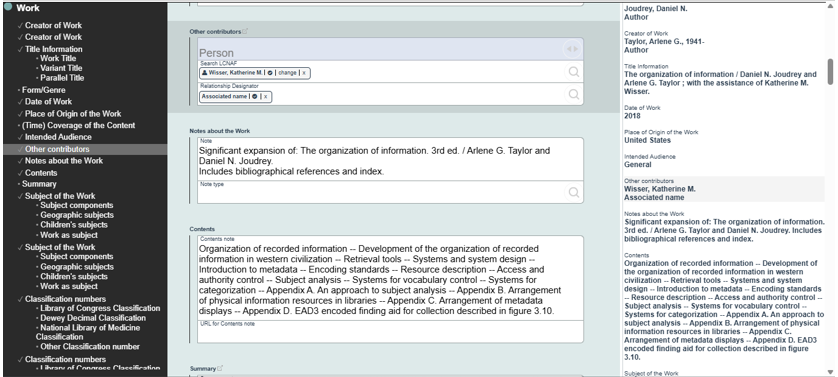 Work
Creator of Work
Creator of Work
Title Information
Work Title
Variant Title
Parallel Title
Form/Genre
Date of Work
Place of Origin of the Work
(Time) Coverage of the Content
Intended Audience
Other contributors
Notes about the Work
Contents
Summary
Subject of the Work
Subject components
Geographic subjects
Children's subjects
Work as subject
Subject of the Work
Subject components
Geographic subjects
Children's subjects
Work as subject
Classification numbers
Library of Congress Classification
Dewey Decimal Classification
National Library of Medicine
Classification
Other Classification number
Classification numbers
Library of Congress Classification
Other contributors
Person
Search LCNAF
Wisser, Katherine M. | | change | x
Relationship Designator
Associated name | | x
Notes about the Work
Note
Significant expansion of: The organization of information. 3rd ed. / Arlene G. Taylor and
Daniel N. Joudrey.
Includes bibliographical references and index.
Note type
Contents
Contents note
Organization of recorded information -- Development of the organization of recorded
information in western civilization -- Retrieval tools -- Systems and system design --
Introduction to metadata -- Encoding standards -- Resource description -- Access and
authority control -- Subject analysis -- Systems for vocabulary control -- Systems for
categorization -- Appendix A. An approach to subject analysis -- Appendix B. Arrangement
of physical information resources in libraries -- Appendix C. Arrangement of metadata
displays -- Appendix D. EAD3 encoded finding aid for collection described in figure 3.10.
URL for Contents note
Summary
Joudrey, Daniel N.
Author
Creator of Work
Taylor, Arlene G., 1941-
Author
Title Information
The organization of information / Daniel N. Joudrey and
Arlene G. Taylor ; with the assistance of Katherine M.
Wisser.
Date of Work
2018
Place of Origin of the Work
United States
Intended Audience
General
Other contributors
Wisser, Katherine M.
Associated name
Notes about the Work
Significant expansion of: The organization of information.
3rd ed. / Arlene G. Taylor and Daniel N. Joudrey. Includes
bibliographical references and index.
Contents
Organization of recorded information -- Development of
the organization of recorded information in western
civilization -- Retrieval tools -- Systems and system
design -- Introduction to metadata -- Encoding standards
-- Resource description -- Access and authority control --
Subject analysis -- Systems for vocabulary control --
Systems for categorization -- Appendix A. An approach to
subject analysis -- Appendix B. Arrangement of physical
information resources in libraries -- Appendix C.
Arrangement of metadata displays -- Appendix D. EAD3
encoded finding aid for collection described in figure
3.10.
Subject of the Work